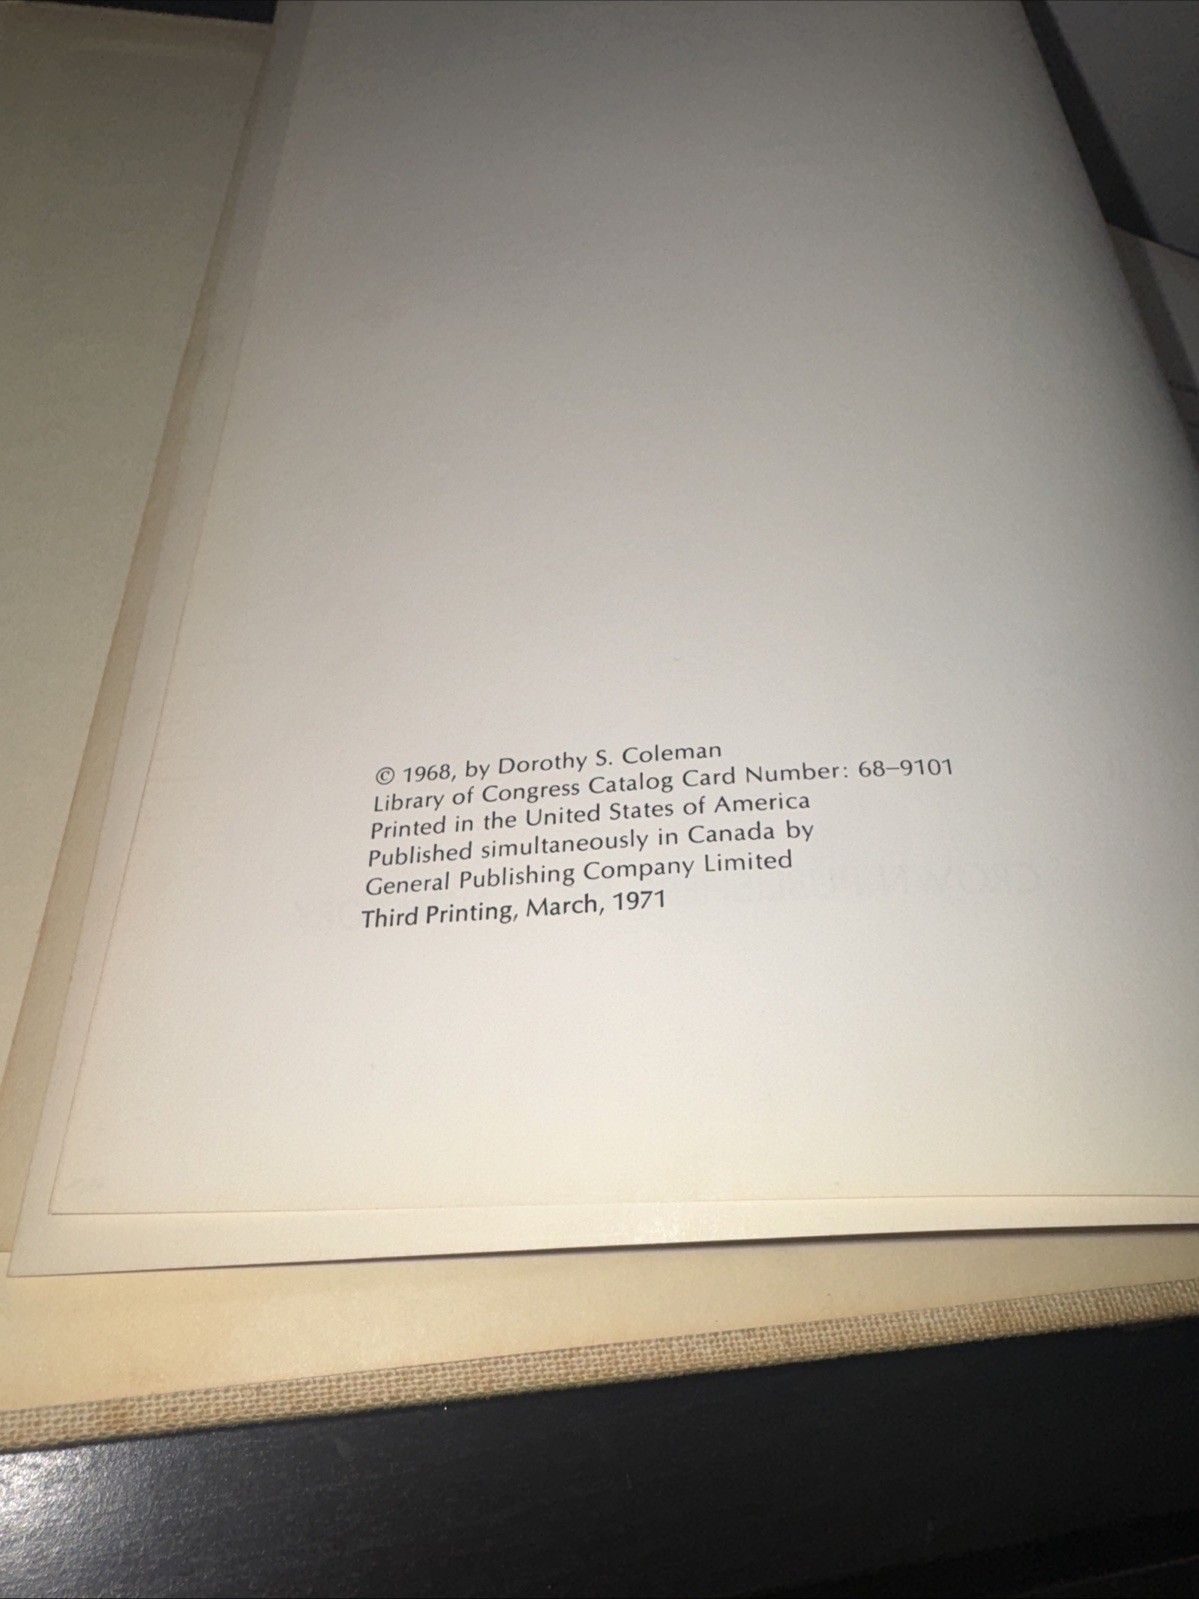 © 1968, by Dorothy S. Coleman
Library of Congress Catalog Card Number: 68–9101
Printed in the United States of America
Published simultaneously in Canada by
General Publishing Company Limited
Third Printing, March, 1971